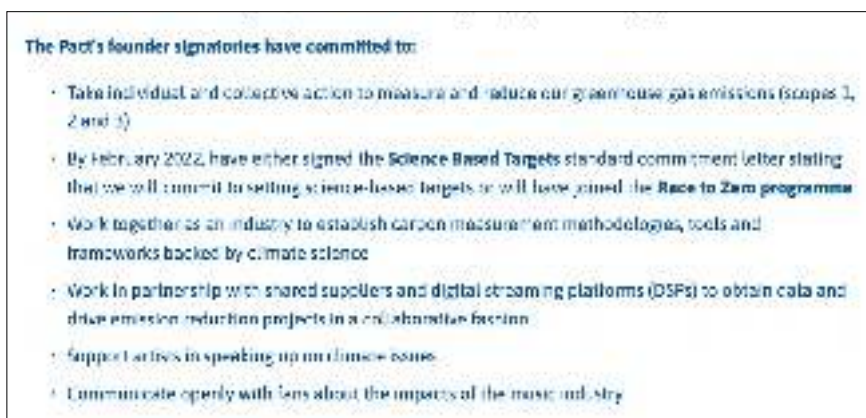 The Pact's founder signatories have committed to:
· Take individual and collective action to measure and reduce our greenhouse gas emissions (scopes 1,
2 and 3)
· By February 2022, have either signed the Science Based Targets standard commitment letter stating
that we will commit to setting science-based targets or will have joined the Race to Zero programme
· Work together as an industry to establish carbon measurement methodologies, tools and
frameworks backed by climate science
· Work in partnership with shared suppliers and digital streaming platforms (DSPs) to obtain data and
drive emission reduction projects in a collaborative fashion
· Support artists in speaking up on climate issues
· Communicate openly with fans about the impacts of the music industry